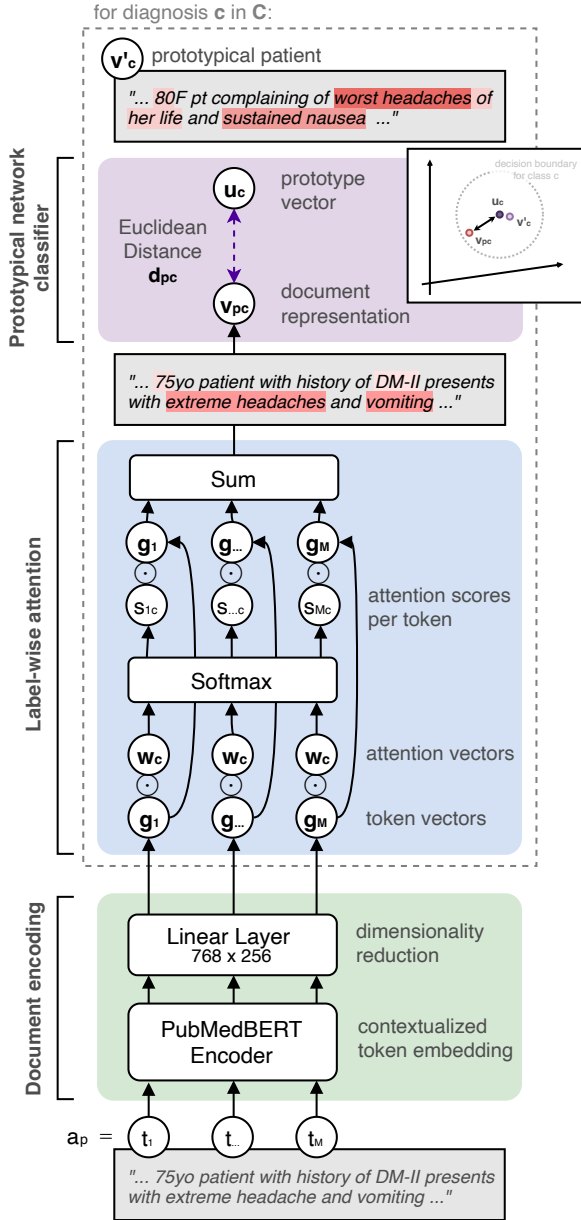 for diagnosis c in C:
v'c prototypical patient
"... 80F pt complaining of worst headaches of
her life and sustained nausea ..."
Prototypical network
classifier
uc
prototype
vector
Euclidean
Distance
dpc
vpc
document
representation
decision boundary
for class c
uc
v'c
vpc
"... 75yo patient with history of DM-II presents
with extreme headaches and vomiting ..."
Label-wise attention
Sum
g1 g... gM
· · ·
s1c s...c sMc
attention scores
per token
Softmax
wc wc wc
attention vectors
· · ·
g1 g... gM
token vectors
Document encoding
Linear Layer
768 x 256
dimensionality
reduction
PubMedBERT
Encoder
contextualized
token embedding
ap = t1 t... tM
"... 75yo patient with history of DM-II presents
with extreme headache and vomiting ..."